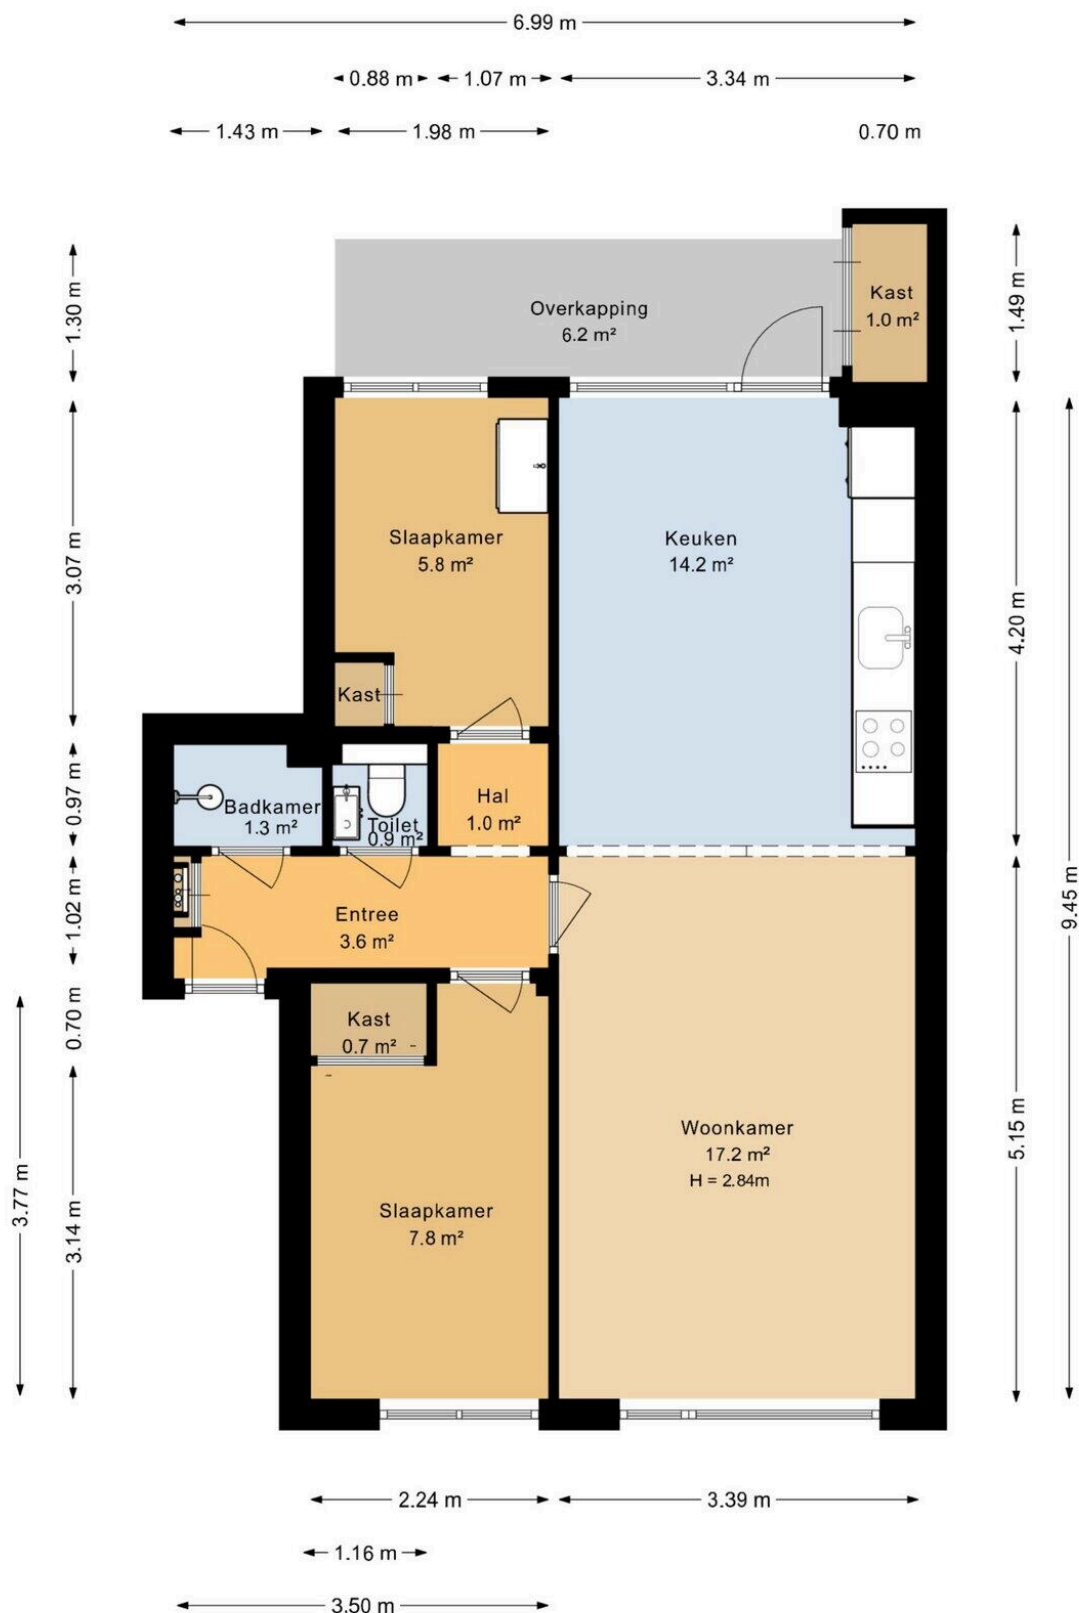 6.99 m
0.88 m
1.07 m
3.34 m
1.43 m
1.98 m
0.70 m
1.30 m
1.49 m
Overkapping
6.2 m²
Kast
1.0 m²
3.07 m
4.20 m
9.45 m
Slaapkamer
5.8 m²
Keuken
14.2 m²
Kast
0.97 m
Badkamer
1.3 m²
Toilet
0.9 m²
Hal
1.0 m²
1.02 m
Entree
3.6 m²
0.70 m
Kast
0.7 m²
3.77 m
3.14 m
5.15 m
Woonkamer
17.2 m²
H = 2.84m
Slaapkamer
7.8 m²
2.24 m
3.39 m
1.16 m
3.50 m